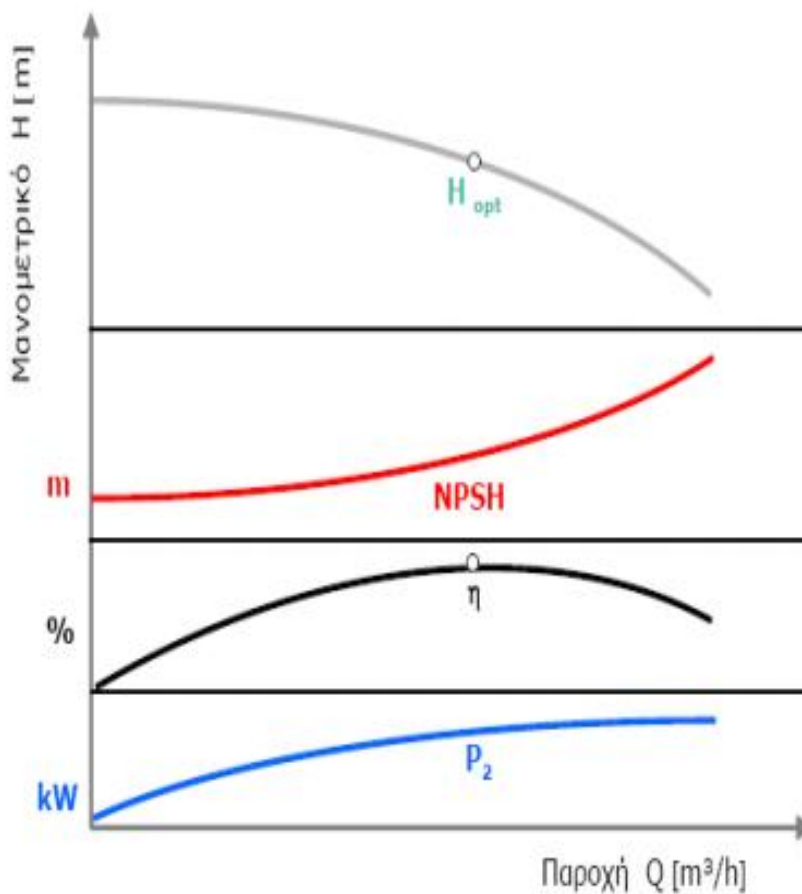 Μανομετρικό H [ m]
H opt
m
NPSH
%
η
P₂
kW
Παροχή Q [m³/h]